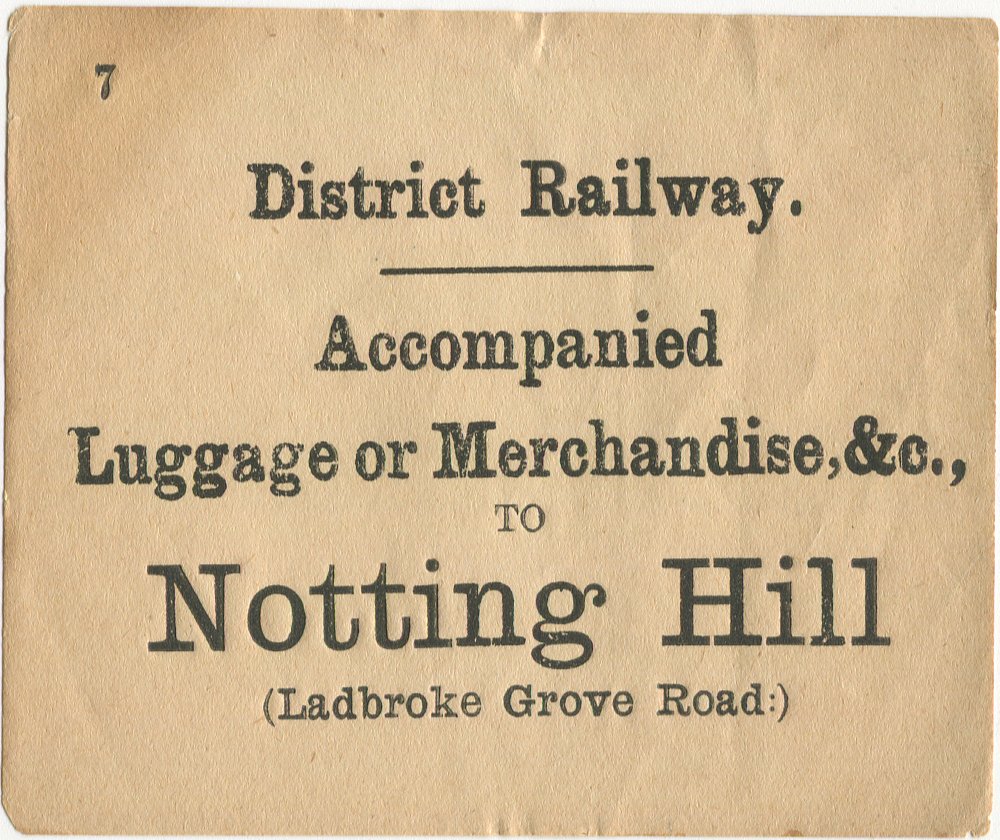 7
District Railway.
Accompanied
Luggage or Merchandise, &c.,
TO
Notting Hill
(Ladbroke Grove Road:)